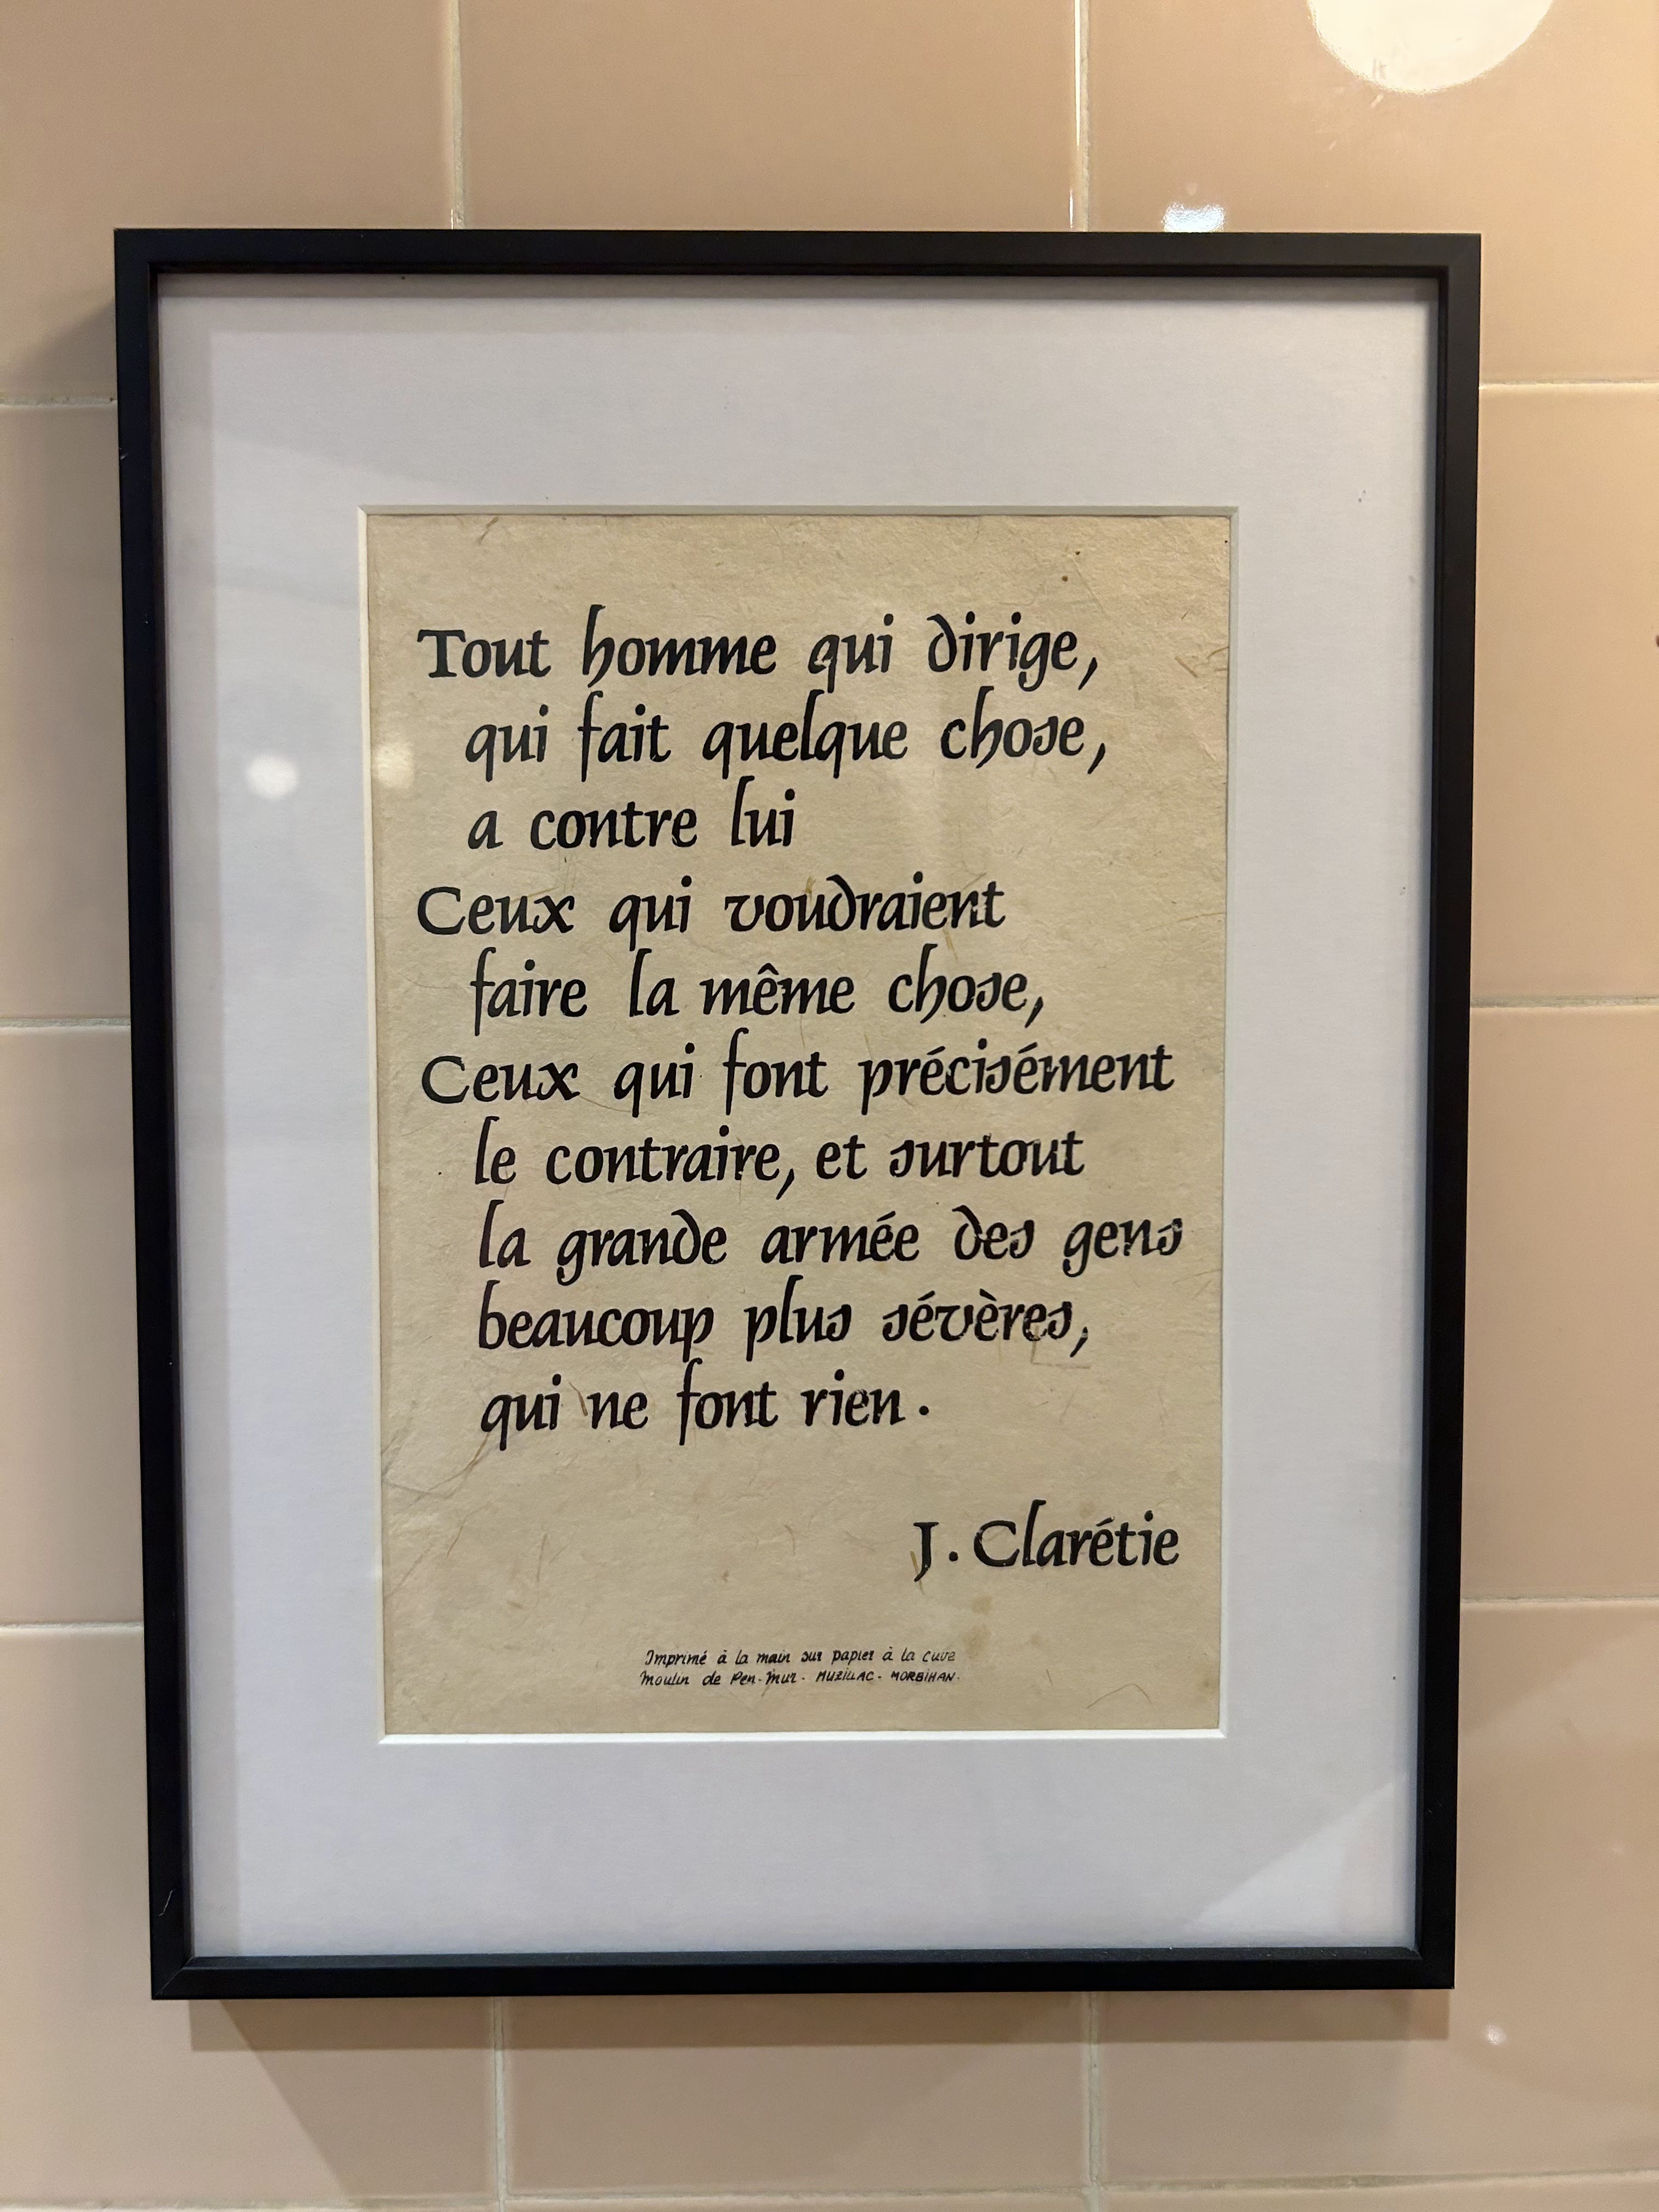 Tout homme qui dirige,
qui fait quelque chose,
a contre lui
Ceux qui voudraient
faire la même chose,
Ceux qui font précisément
le contraire, et surtout
la grande armée des gens
beaucoup plus sévères,
qui ne font rien.
J. Clarétie
Imprimé à la main sur papier à la cuve
Moulin de Pen-Mur - MUZILLAC - MORBIHAN.